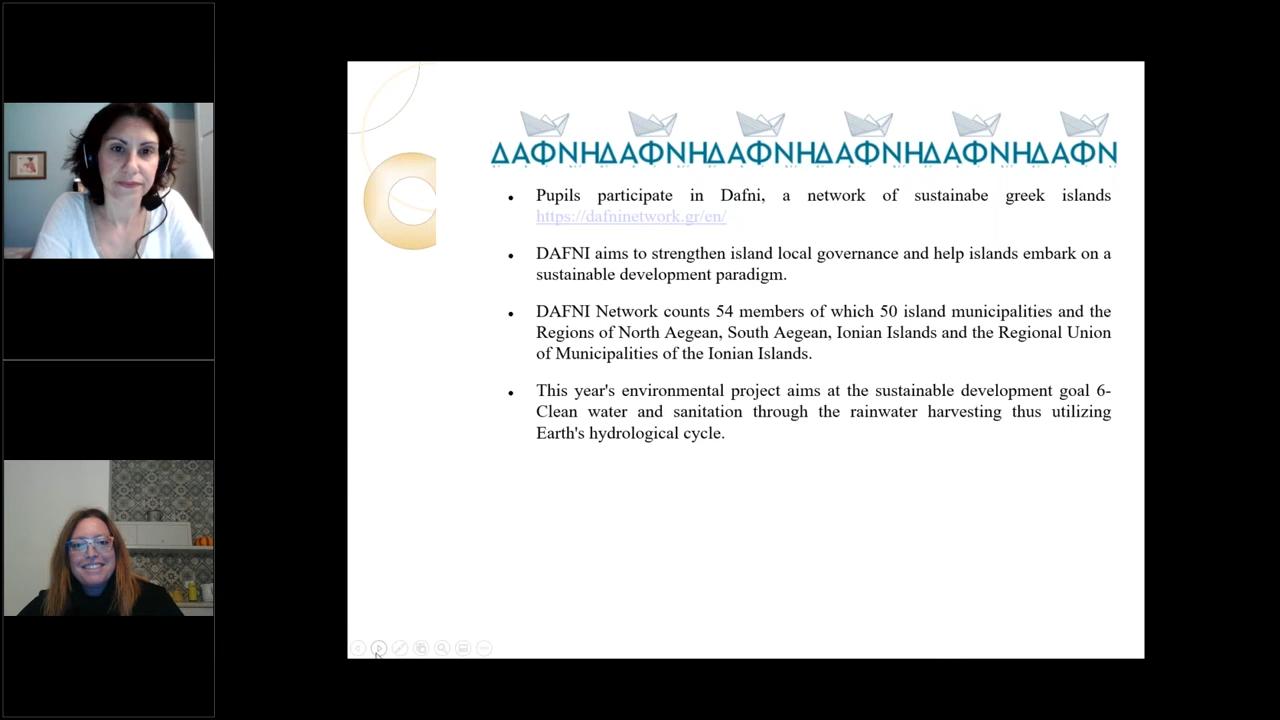 ΔΑΦΝΗΔΑΦΝΗΔΑΦΝΗΔΑΦΝΗΔΑΦΝΗΔΑΦΝ
• Pupils participate in Dafni, a network of sustainabe greek islands
https://dafninetwork.gr/en/
• DAFNI aims to strengthen island local governance and help islands embark on a
sustainable development paradigm.
• DAFNI Network counts 54 members of which 50 island municipalities and the
Regions of North Aegean, South Aegean, Ionian Islands and the Regional Union
of Municipalities of the Ionian Islands.
• This year's environmental project aims at the sustainable development goal 6-
Clean water and sanitation through the rainwater harvesting thus utilizing
Earth's hydrological cycle.